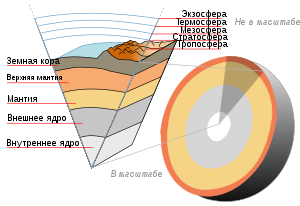 Экзосфера
Термосфера
Мезосфера
Стратосфера
Тропосфера
Не в масштабе
Земная кора
Верхняя мантия
Мантия
Внешнее ядро
Внутреннее ядро
В масштабе